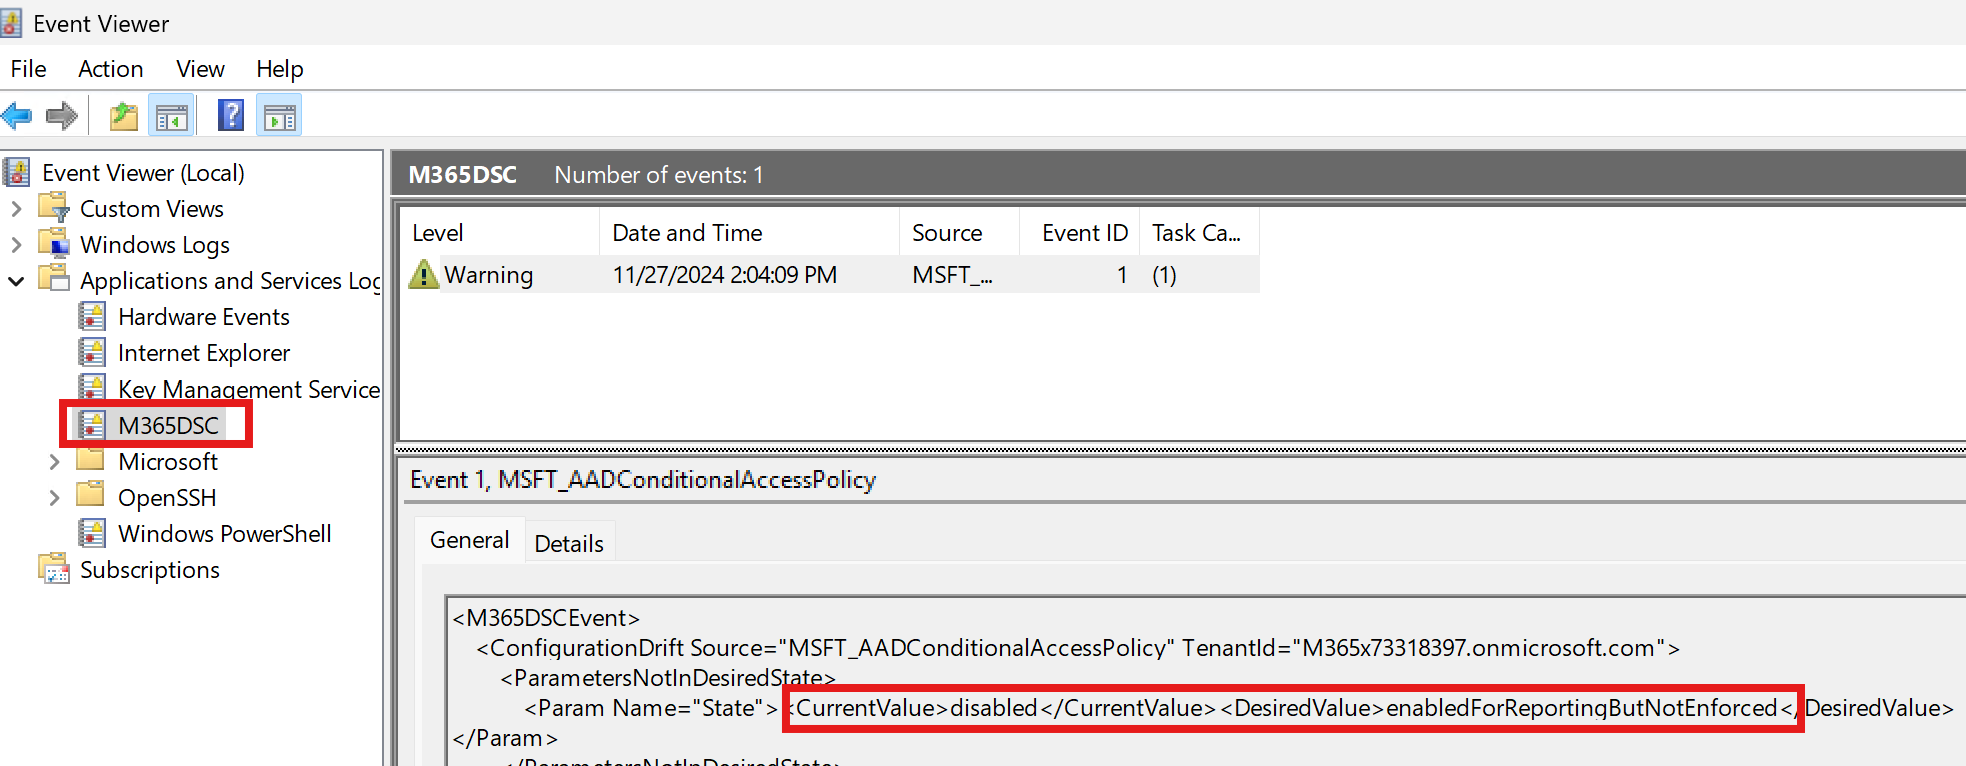 Event Viewer
File Action View Help
Event Viewer (Local)
Custom Views
Windows Logs
Applications and Services Log
Hardware Events
Internet Explorer
Key Management Service
M365DSC
Microsoft
OpenSSH
Windows PowerShell
Subscriptions
M365DSC Number of events: 1
Level Date and Time Source Event ID Task Ca...
Warning 11/27/2024 2:04:09 PM MSFT_... 1 (1)
Event 1, MSFT_AADConditionalAccessPolicy
General Details
<M365DSCEvent>
<ConfigurationDrift Source="MSFT_AADConditionalAccessPolicy" TenantId="M365x73318397.onmicrosoft.com">
<ParametersNotInDesiredState>
<Param Name="State"><CurrentValue>disabled</CurrentValue><DesiredValue>enabledForReportingButNotEnforced</DesiredValue>
</Param>
</ParametersNotInDesiredState>